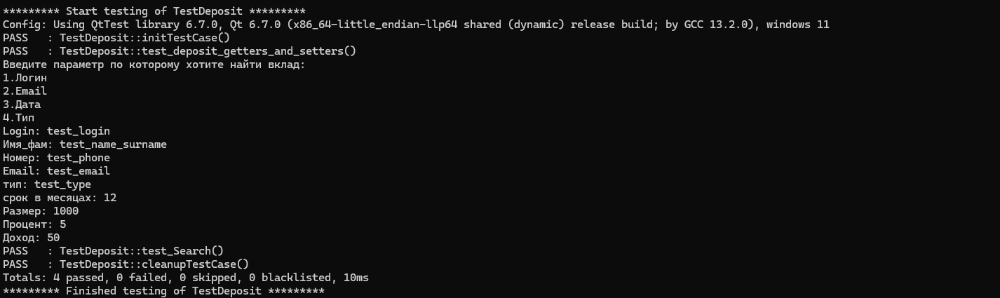 ********* Start testing of TestDeposit *********
Config: Using QtTest library 6.7.0, Qt 6.7.0 (x86_64-little_endian-llp64 shared (dynamic) release build; by GCC 13.2.0), windows 11
PASS   : TestDeposit::initTestCase()
PASS   : TestDeposit::test_deposit_getters_and_setters()
Введите параметр по которому хотите найти вклад:
1.Логин
2.Email
3.Дата
4.Тип
Login: test_login
Имя_фам: test_name_surname
Номер: test_phone
Email: test_email
тип: test_type
срок в месяцах: 12
Размер: 1000
Процент: 5
Доход: 50
PASS   : TestDeposit::test_Search()
PASS   : TestDeposit::cleanupTestCase()
Totals: 4 passed, 0 failed, 0 skipped, 0 blacklisted, 10ms
********* Finished testing of TestDeposit *********